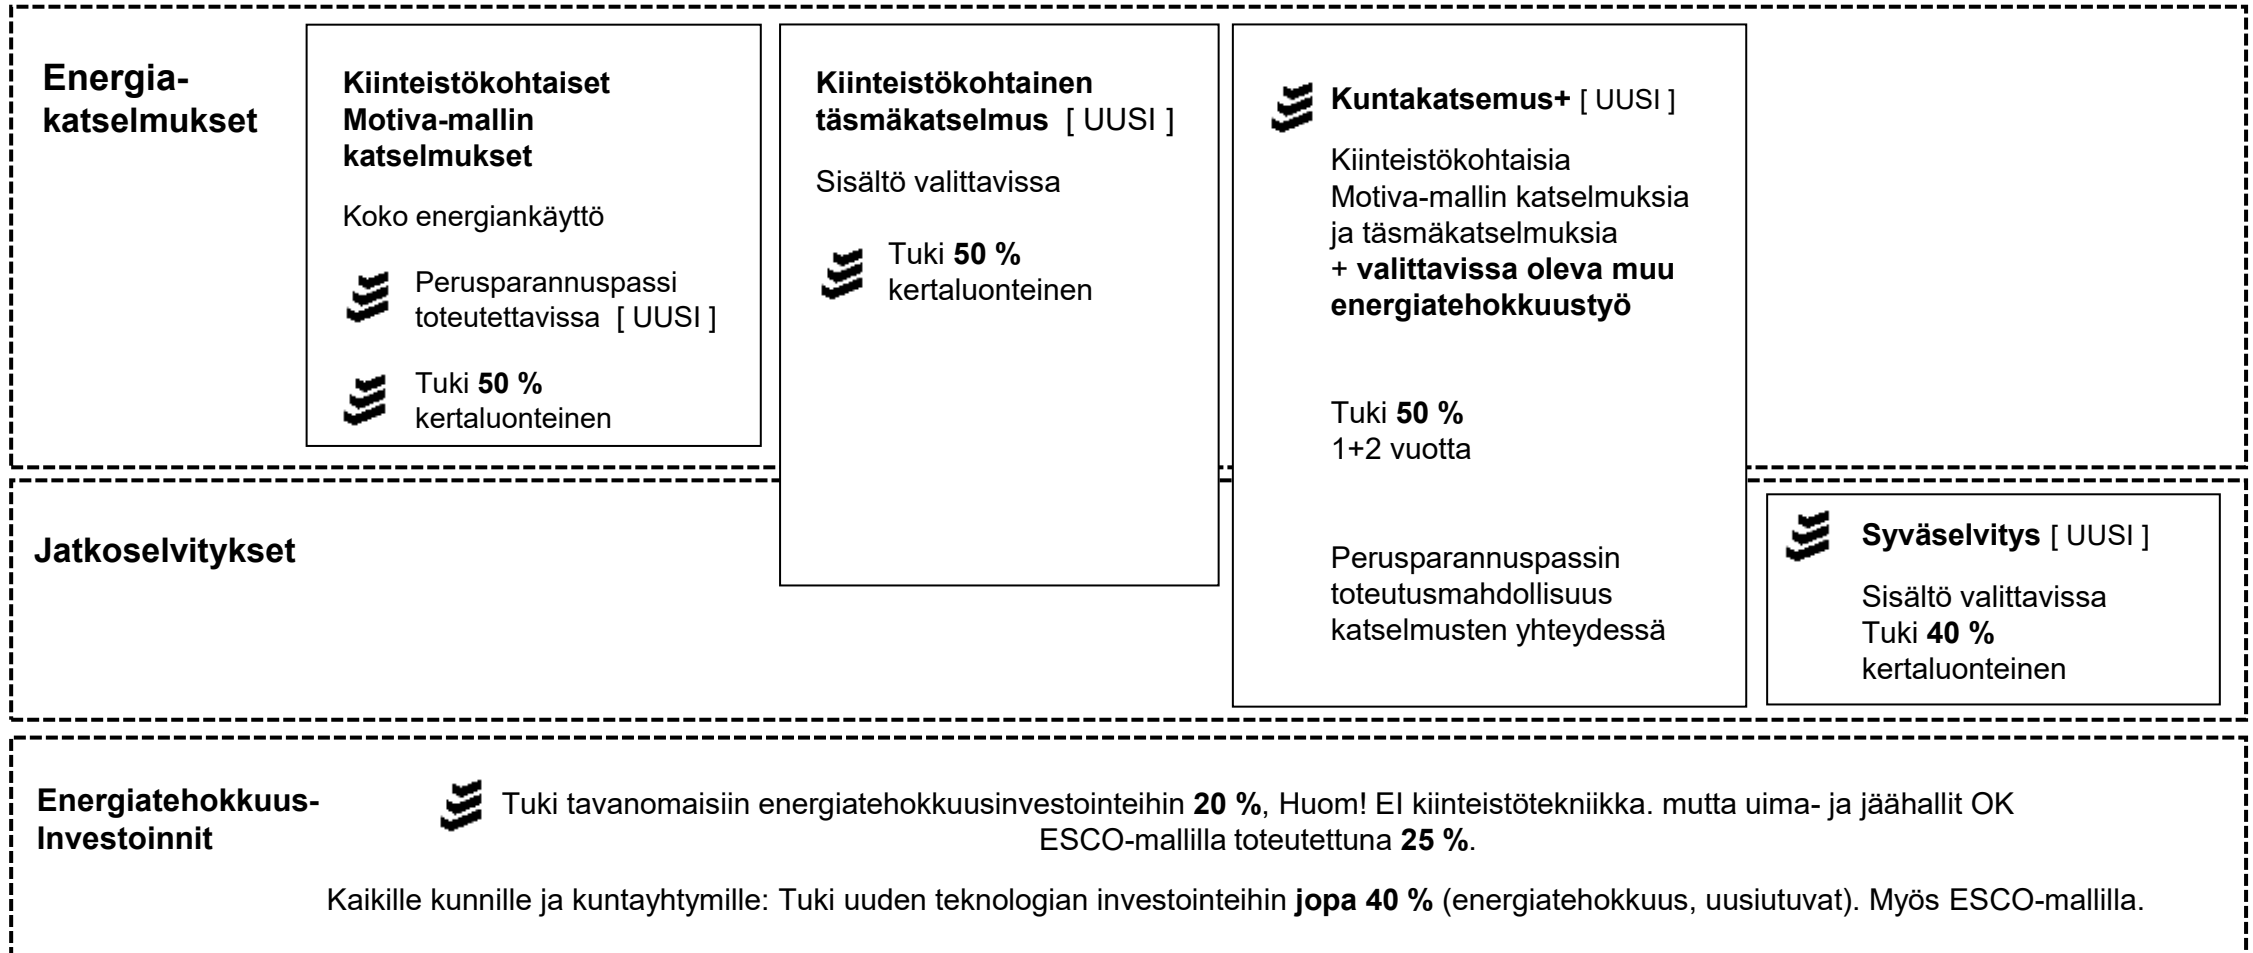 Energia-
katselmukset
Kiinteistökohtaiset
Motiva-mallin
katselmukset
Koko energiankäyttö
Perusparannuspassi
toteutettavissa [ UUSI ]
Tuki 50 %
kertaluonteinen
Kiinteistökohtainen
täsmäkatselmus [ UUSI ]
Sisältö valittavissa
Tuki 50 %
kertaluonteinen
Kuntakatsemus+ [ UUSI ]
Kiinteistökohtaisia
Motiva-mallin katselmuksia
ja täsmäkatselmuksia
+ valittavissa oleva muu
energiatehokkuustyö
Tuki 50 %
1+2 vuotta
Perusparannuspassin
toteutusmahdollisuus
katselmusten yhteydessä
Jatkoselvitykset
Syväselvitys [ UUSI ]
Sisältö valittavissa
Tuki 40 %
kertaluonteinen
Energiatehokkuus-
Investoinnit
Tuki tavanomaisiin energiatehokkuusinvestointeihin 20 %, Huom! EI kiinteistötekniikka. mutta uima- ja jäähallit OK
ESCO-mallilla toteutettuna 25 %.
Kaikille kunnille ja kuntayhtymille: Tuki uuden teknologian investointeihin jopa 40 % (energiatehokkuus, uusiutuvat). Myös ESCO-mallilla.